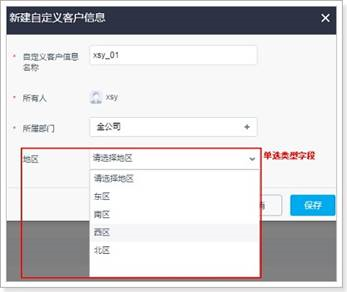 新建自定义客户信息
* 自定义客户信息名称 xsy_01
* 所有人 xsy
* 所属部门 全公司 +
地区 请选择地区 单选类型字段
请选择地区
东区
南区
西区
北区
保存